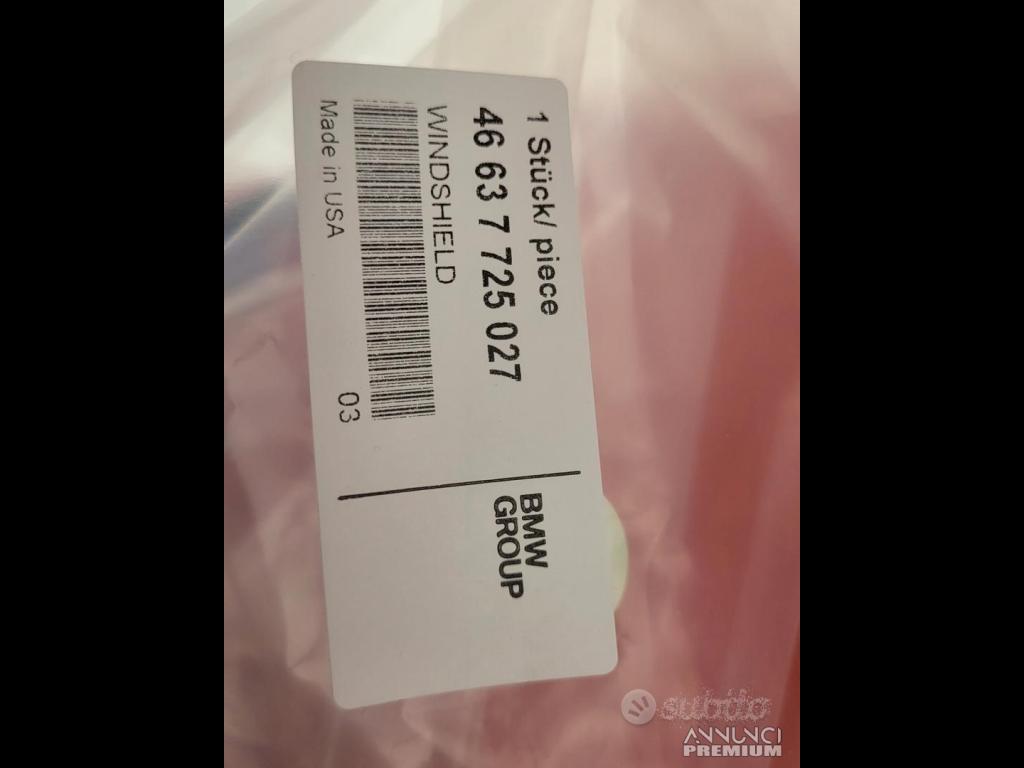 1 Stück/ piece
46 63 7 725 027
WINDSHIELD
Made in USA
03
BMW
GROUP
subito
ANNUNCI
PREMIUM